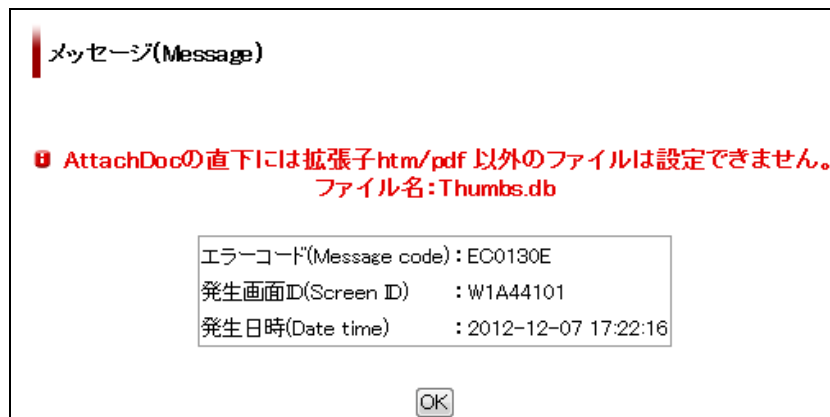 メッセージ(Message)
AttachDocの直下には拡張子htm/pdf 以外のファイルは設定できません。
ファイル名：Thumbs.db
エラーコード(Message code)：EC0130E
発生画面ID(Screen ID)　：W1A44101
発生日時(Date time)　：2012-12-07 17:22:16
OK